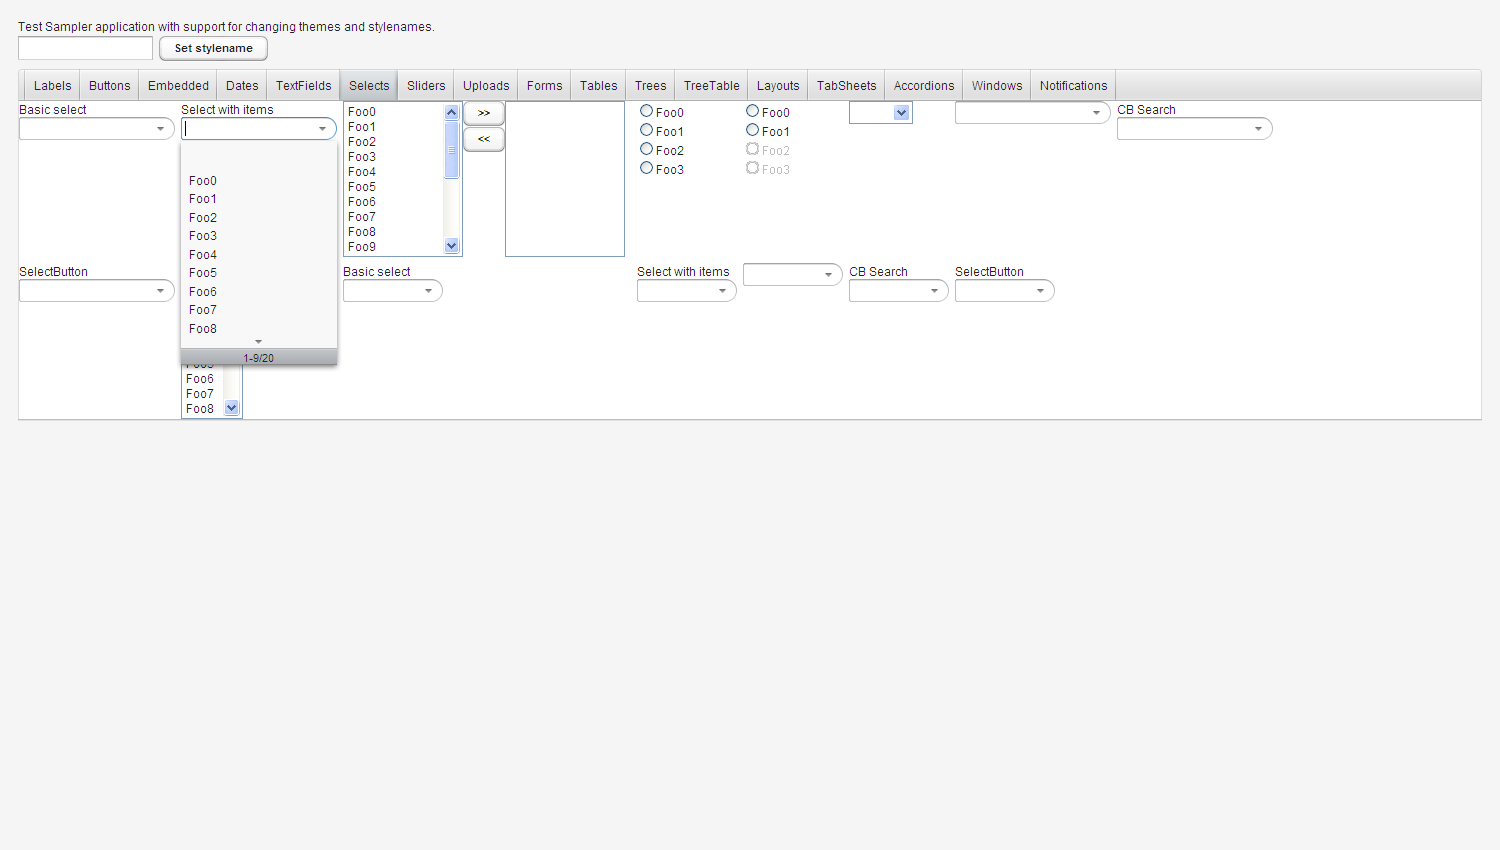 Test Sampler application with support for changing themes and stylenames.
Set stylename
Labels Buttons Embedded Dates TextFields Selects Sliders Uploads Forms Tables Trees TreeTable Layouts TabSheets Accordions Windows Notifications
Basic select
Select with items
Foo0
Foo1
Foo2
Foo3
Foo4
Foo5
Foo6
Foo7
Foo8
1-9/20
Foo0
Foo1
Foo2
Foo3
Foo4
Foo5
Foo6
Foo7
Foo8
Foo9
>>
<<
Foo0
Foo1
Foo2
Foo3
Foo0
Foo1
Foo2
Foo3
CB Search
SelectButton
Basic select
Select with items
CB Search
SelectButton
Foo6
Foo7
Foo8